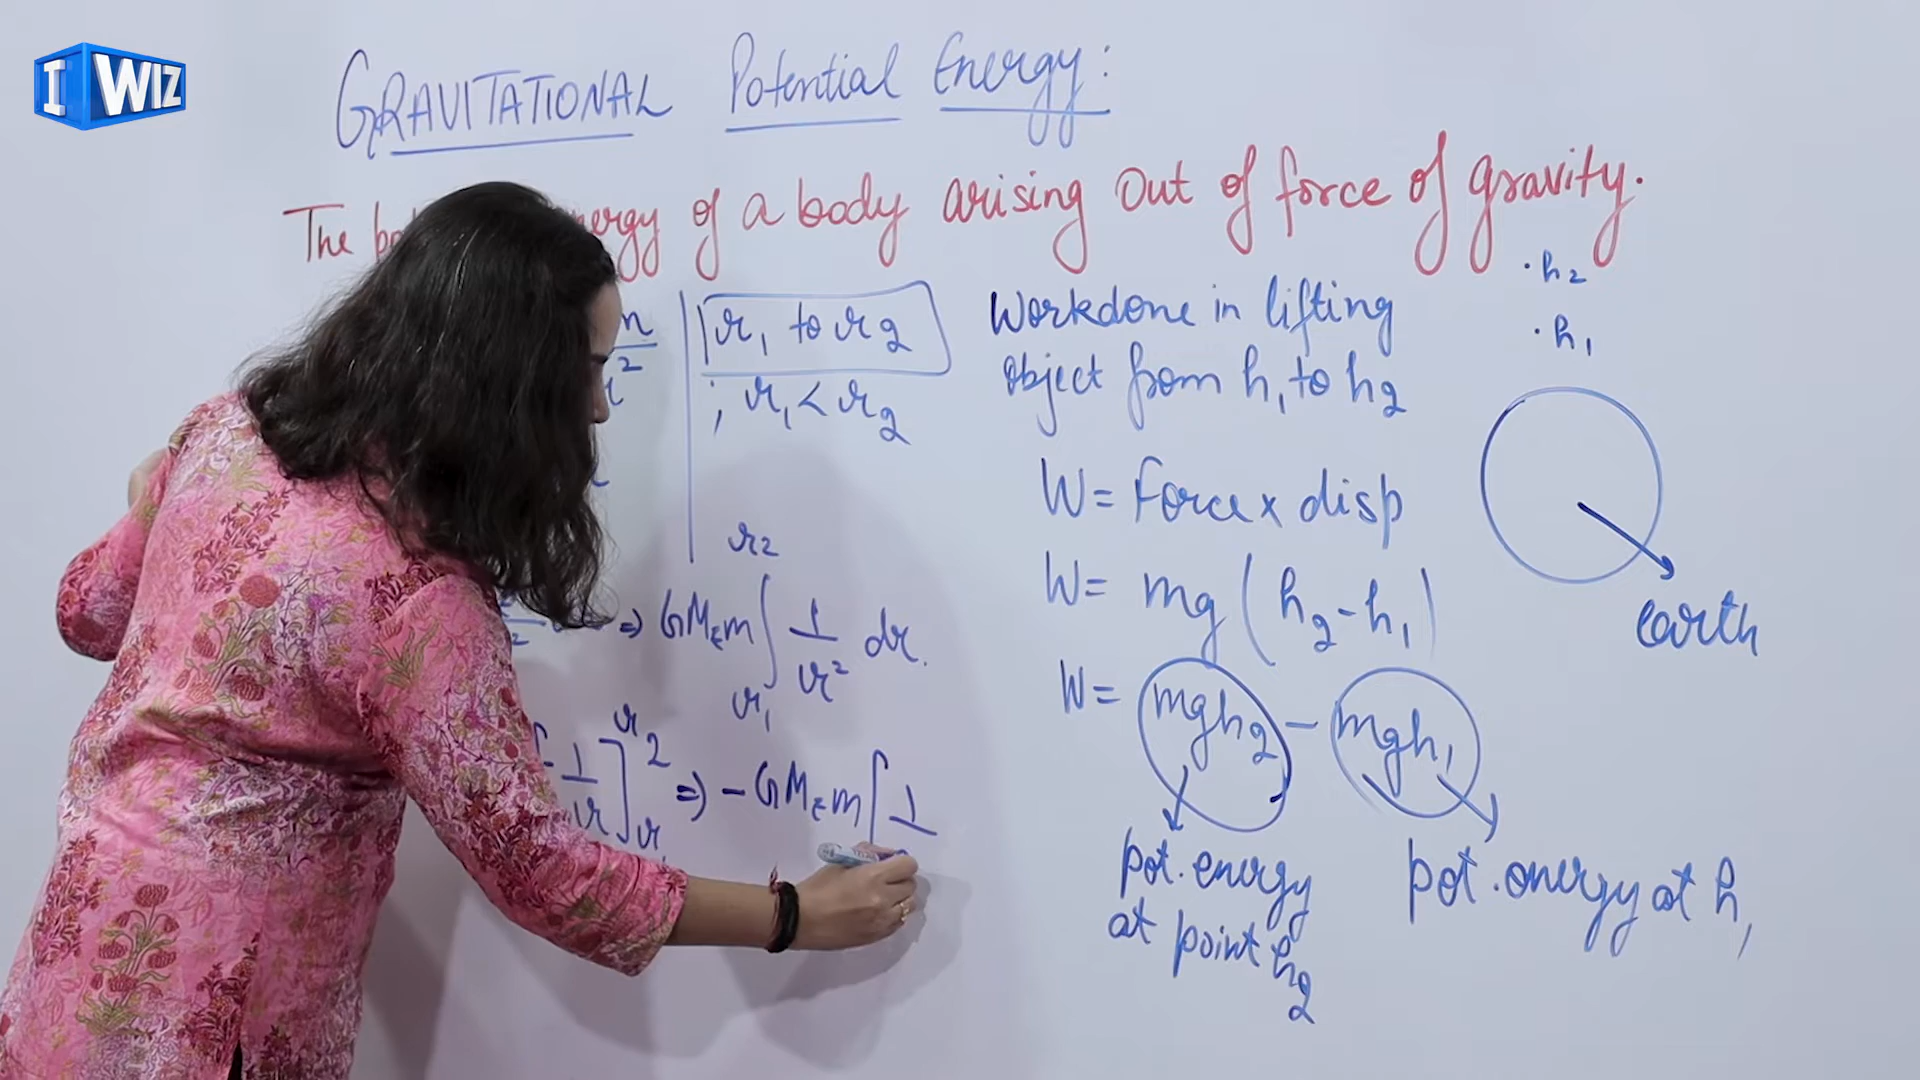 I WIZ
GRAVITATIONAL Potential Energy:
The energy of a body arising out of force of gravity.
r₁ to r₂
; r₁ < r₂
r₂
⇒ GMᴇm ∫ 1/r² dr.
r₁
- 1/r ] r₂ r₁ ⇒ - GMᴇm [ 1
Workdone in lifting
object from h₁ to h₂
W = Force x disp
W = mg (h₂ - h₁)
W = mgh₂ - mgh₁
pot. energy
at point h₂
pot. energy at h₁
· h₂
· h₁
earth